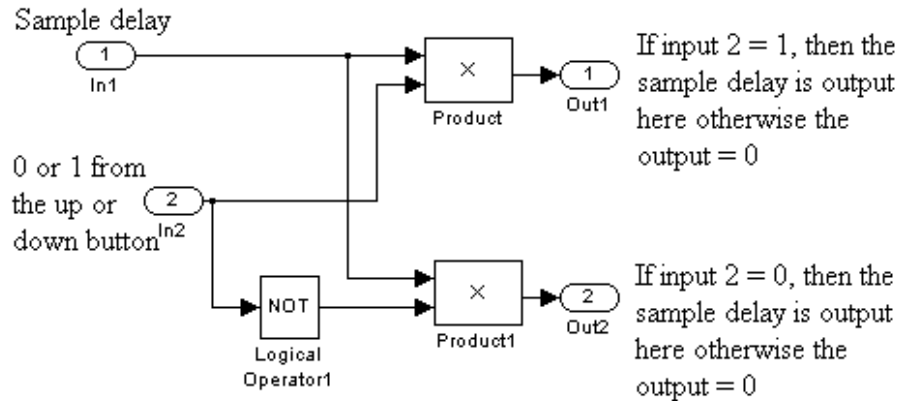 Sample delay
1
In1
×
Product
1
Out1
If input 2 = 1, then the
sample delay is output
here otherwise the
output = 0
0 or 1 from
the up or
down button
2
In2
NOT
Logical
Operator1
×
Product1
2
Out2
If input 2 = 0, then the
sample delay is output
here otherwise the
output = 0